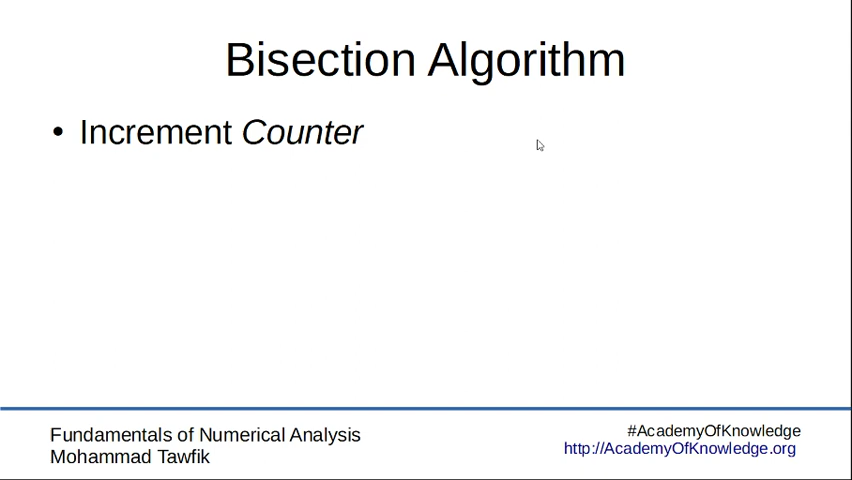 Bisection Algorithm
• Increment Counter
Fundamentals of Numerical Analysis
Mohammad Tawfik
#AcademyOfKnowledge
http://AcademyOfKnowledge.org